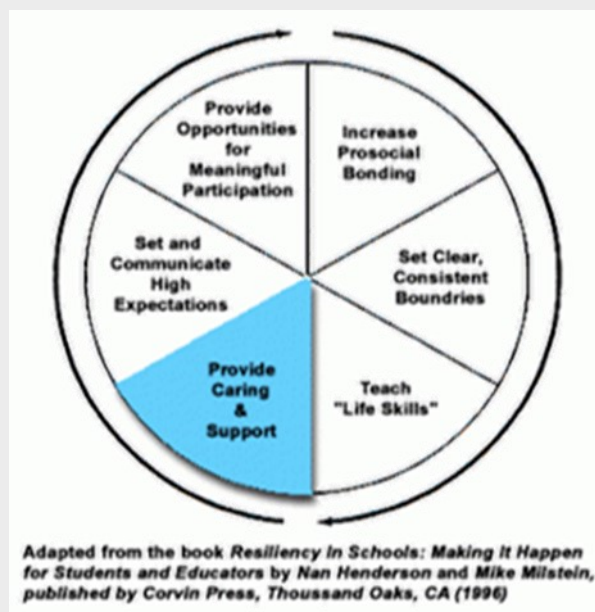 Provide
Opportunities
for
Meaningful
Participation
Increase
Prosocial
Bonding
Set Clear,
Consistent
Boundries
Teach
"Life Skills"
Provide
Caring
&
Support
Set and
Communicate
High
Expectations
Adapted from the book Resiliency In Schools: Making It Happen
for Students and Educators by Nan Henderson and Mike Milstein,
published by Corvin Press, Thoussand Oaks, CA (1996)